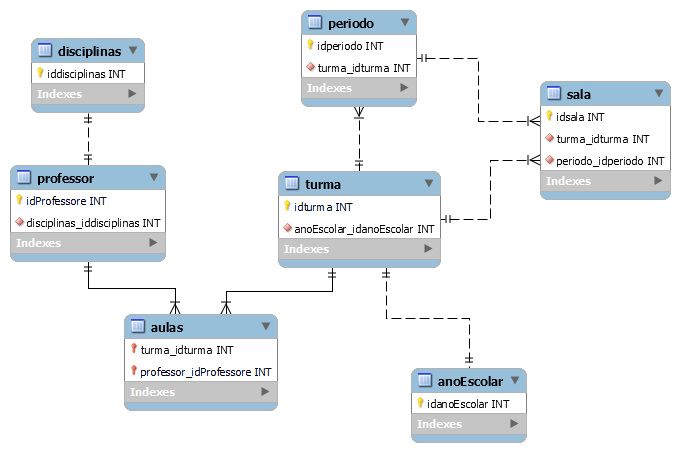 disciplinas
iddisciplinas INT
Indexes
periodo
idperiodo INT
turma_idturma INT
Indexes
sala
idsala INT
turma_idturma INT
periodo_idperiodo INT
Indexes
professor
idProfessore INT
disciplinas_iddisciplinas INT
Indexes
turma
idturma INT
anoEscolar_idanoEscolar INT
Indexes
aulas
turma_idturma INT
professor_idProfessore INT
Indexes
anoEscolar
idanoEscolar INT
Indexes